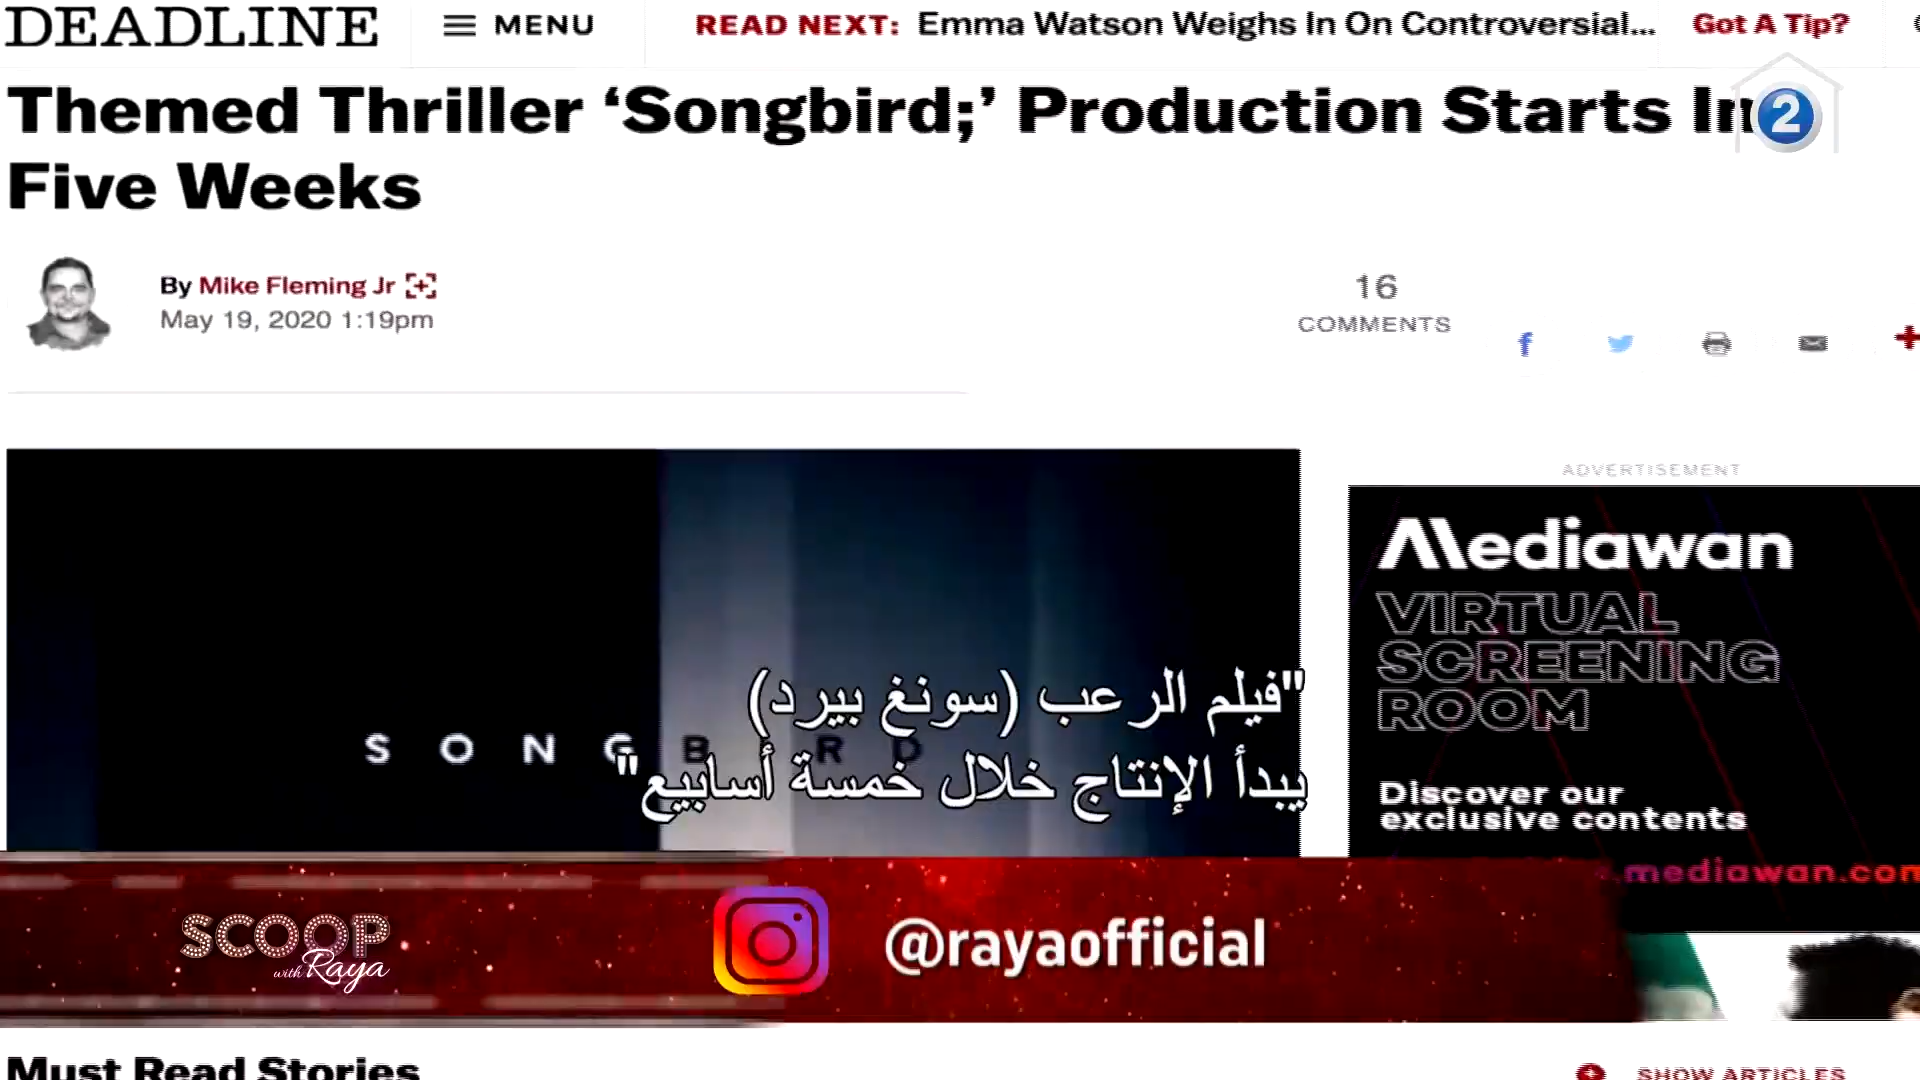 DEADLINE
MENU
READ NEXT: Emma Watson Weighs In On Controversial...
Got A Tip?
Themed Thriller ‘Songbird;’ Production Starts In
2
Five Weeks
By Mike Fleming Jr
May 19, 2020 1:19pm
16
COMMENTS
ADVERTISEMENT
Mediawan
VIRTUAL
SCREENING
ROOM
Discover our
exclusive contents
.mediawan.com
SONGBIRD
"فيلم الرعب (سونغ بيرد)
يبدأ الإنتاج خلال خمسة أسابيع"
SCOOP
with Raya
@rayaofficial
Must Read Stories
SHOW ARTICLES